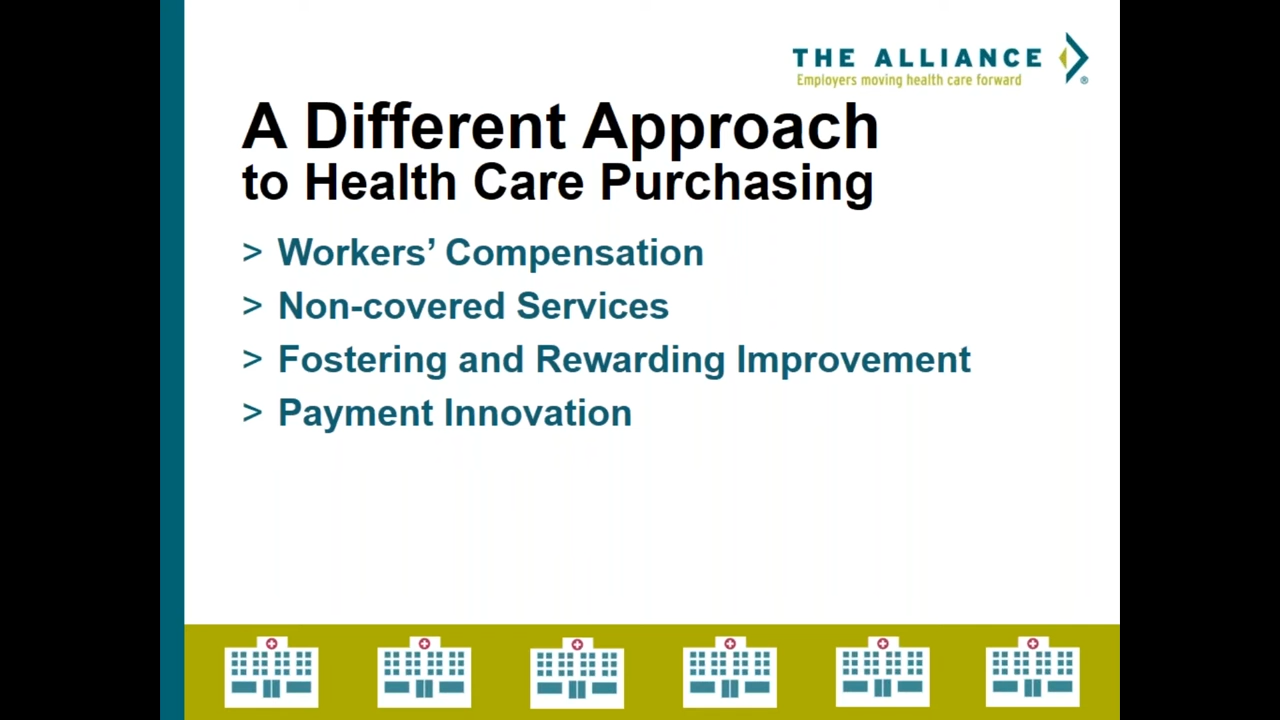 THE ALLIANCE
Employers moving health care forward
®
A Different Approach
to Health Care Purchasing
> Workers’ Compensation
> Non-covered Services
> Fostering and Rewarding Improvement
> Payment Innovation